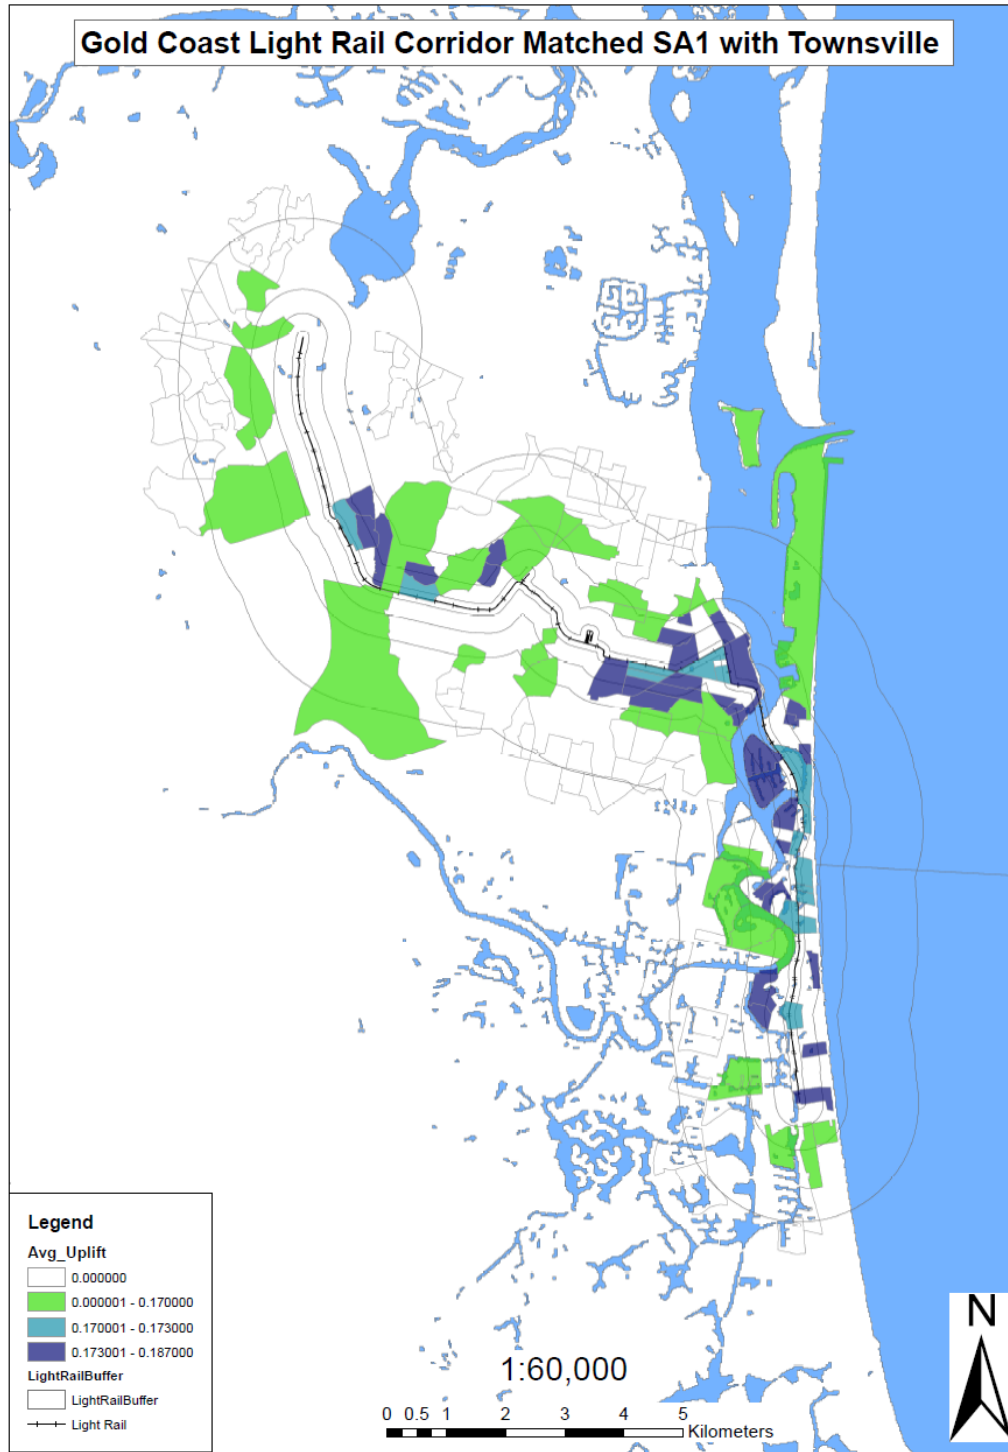 Gold Coast Light Rail Corridor Matched SA1 with Townsville
Legend
Avg_Uplift
0.000000
0.000001 - 0.170000
0.170001 - 0.173000
0.173001 - 0.187000
LightRailBuffer
LightRailBuffer
Light Rail
1:60,000
0 0.5 1 2 3 4 5
Kilometers
N